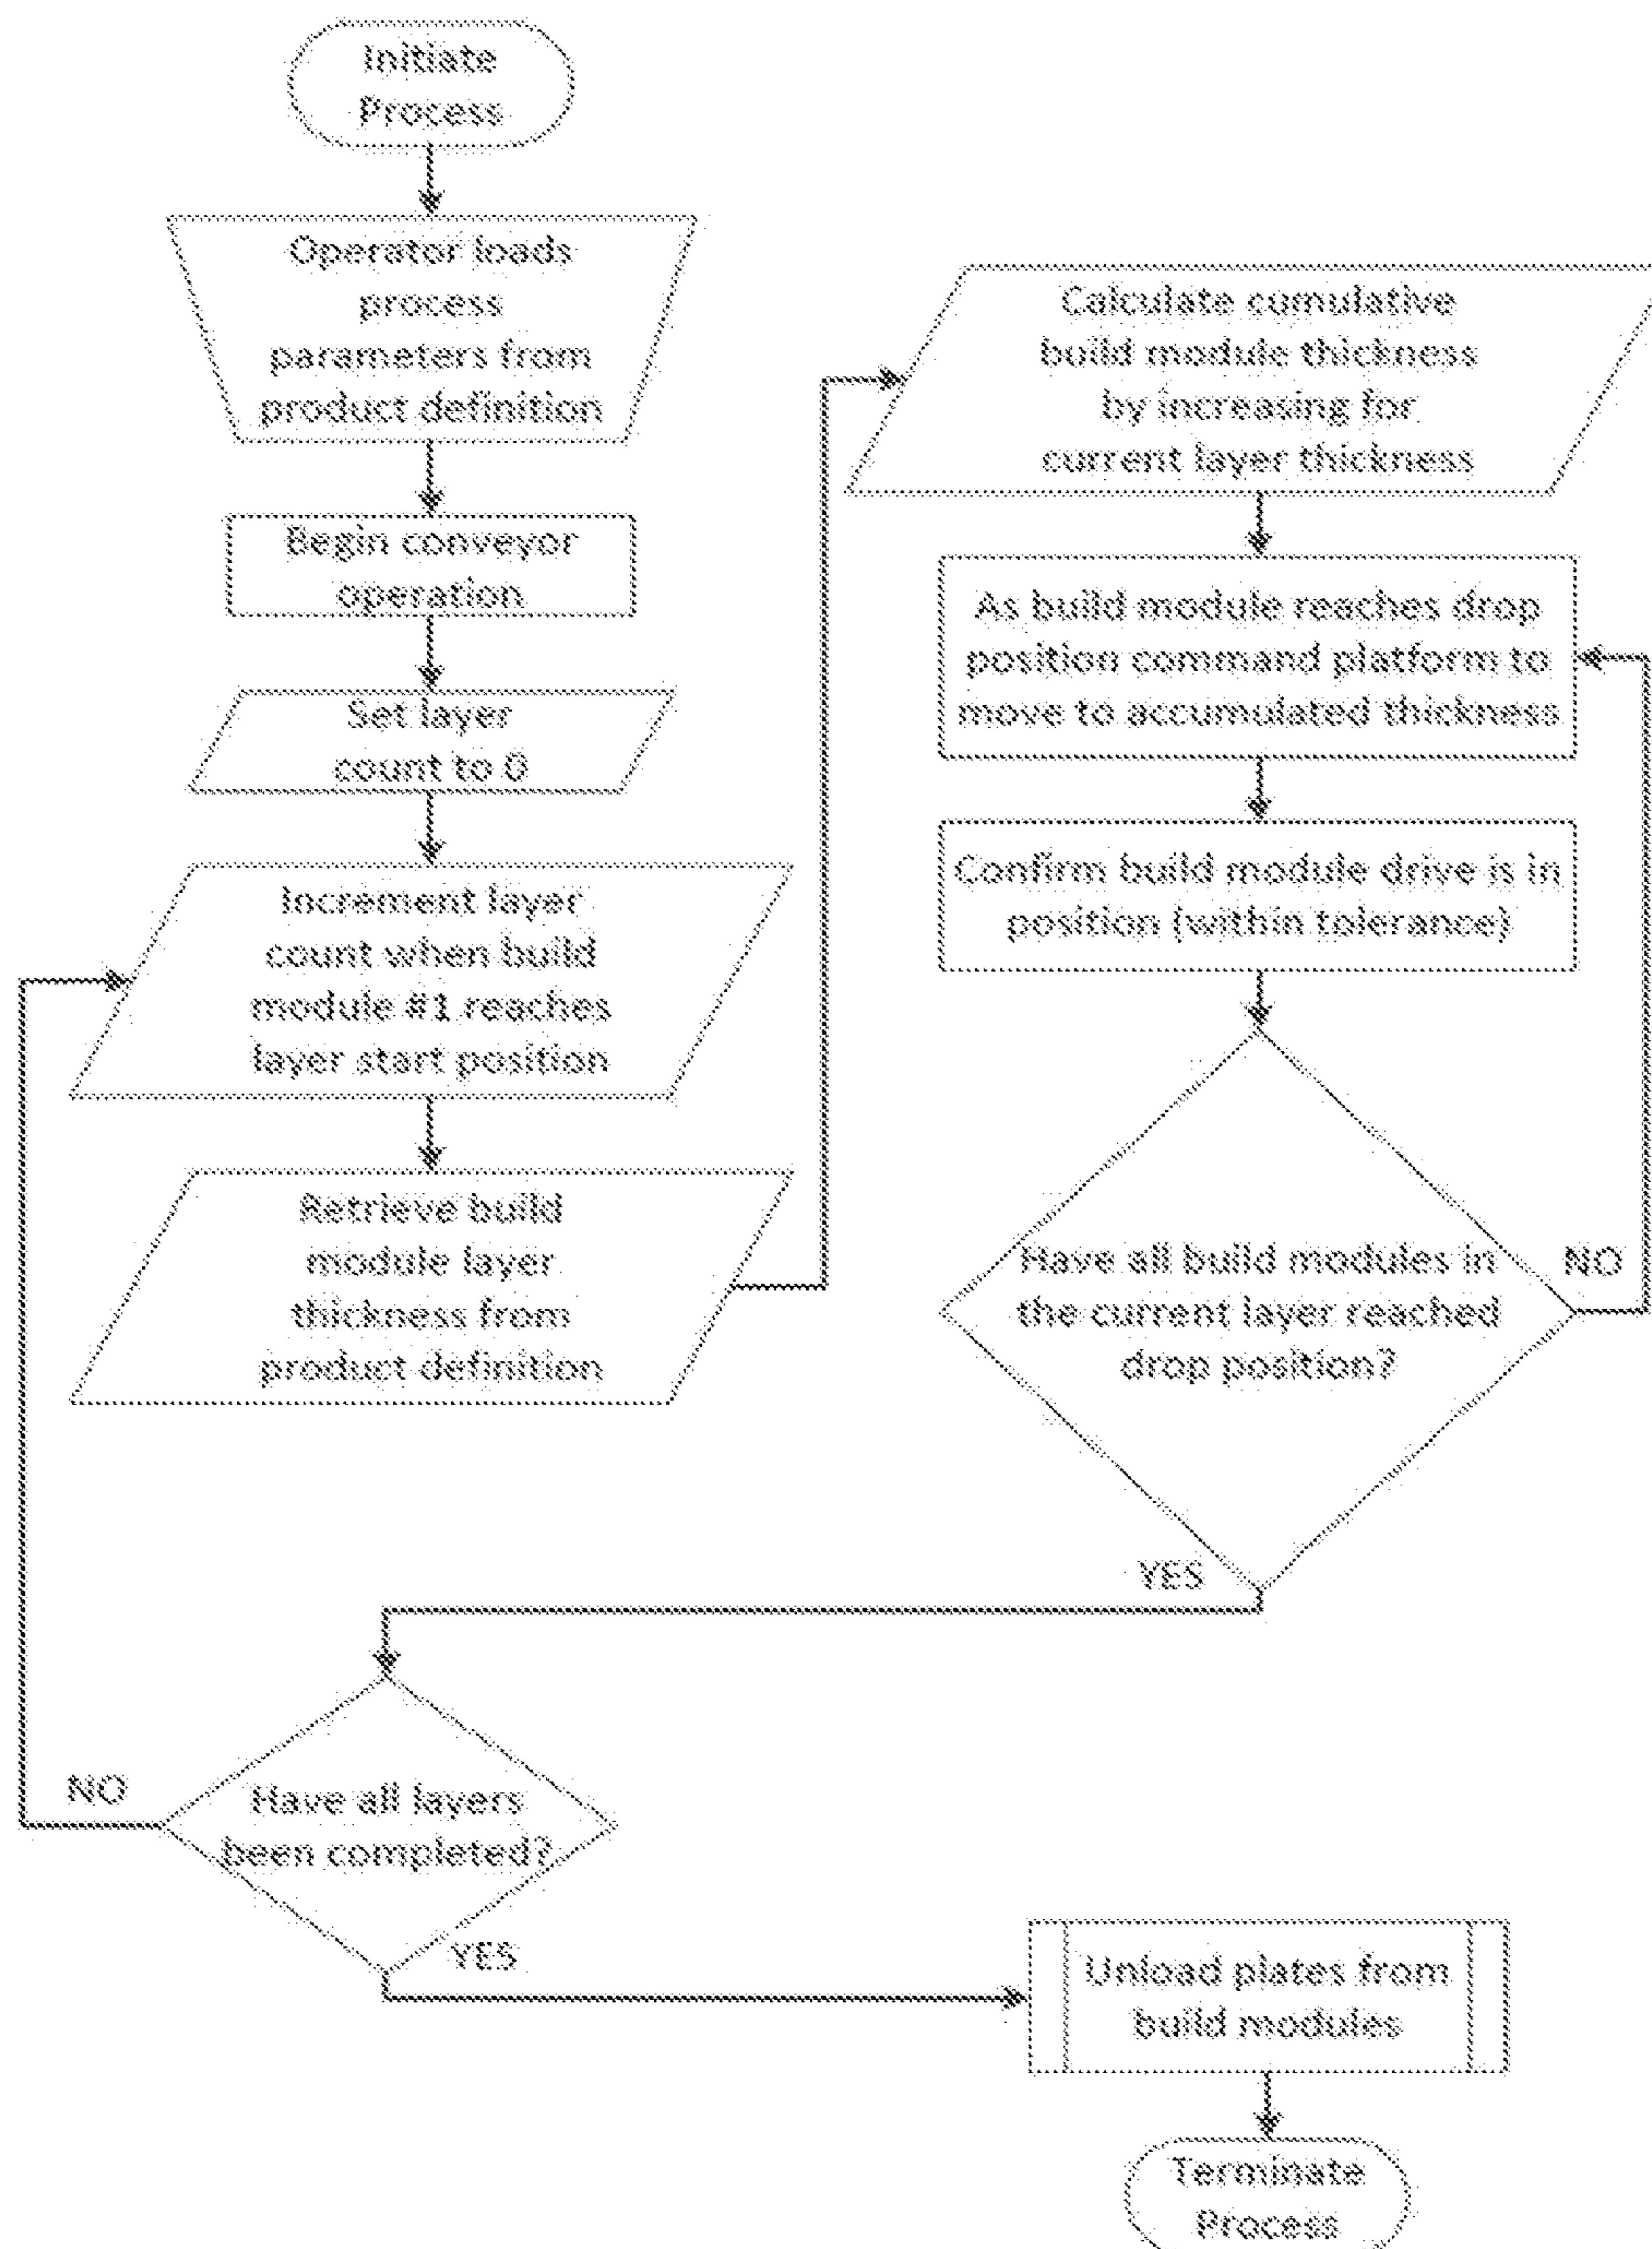 Initiate
Process
Operator loads
process
parameters from
product definition
Begin conveyor
operation
Set layer
count to 0
Increment layer
count when build
module #1 reaches
layer start position
Retrieve build
module layer
thickness from
product definition
Calculate cumulative
build module thickness
by increasing for
current layer thickness
As build module reaches drop
position command platform to
move to accumulated thickness
Confirm build module drive is in
position (within tolerance)
Have all build modules in
the current layer reached
drop position?
NO
YES
Have all layers
been completed?
NO
YES
Unload plates from
build modules
Terminate
Process